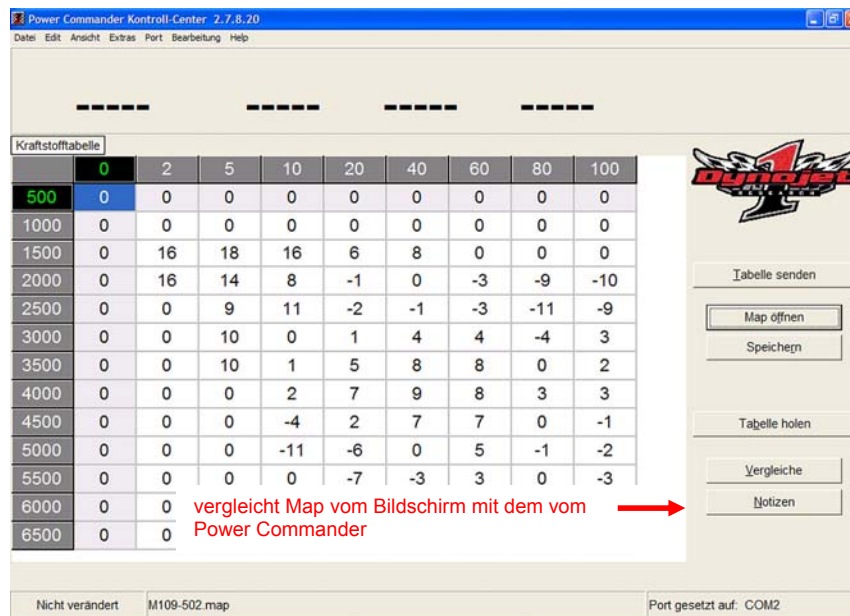 Power Commander Kontroll-Center 2.7.8.20
Datei Edit Ansicht Extras Port Bearbeitung Help
----- ----- ----- -----
Kraftstofftabelle
0 2 5 10 20 40 60 80 100
500 0 0 0 0 0 0 0 0 0
1000 0 0 0 0 0 0 0 0 0
1500 0 16 18 16 6 8 0 0 0
2000 0 16 14 8 -1 0 -3 -9 -10
2500 0 0 9 11 -2 -1 -3 -11 -9
3000 0 0 10 0 1 4 4 -4 3
3500 0 0 10 1 5 8 8 0 2
4000 0 0 0 2 7 9 8 3 3
4500 0 0 0 -4 2 7 7 0 -1
5000 0 0 0 -11 -6 0 5 -1 -2
5500 0 0 0 0 -7 -3 3 0 -3
6000 0 0
6500 0 0
vergleicht Map vom Bildschirm mit dem vom
Power Commander
1
Dynojet
RESEARCH
Tabelle senden
Map öffnen
Speichern
Tabelle holen
Vergleiche
Notizen
Nicht verändert M109-502.map Port gesetzt auf: COM2